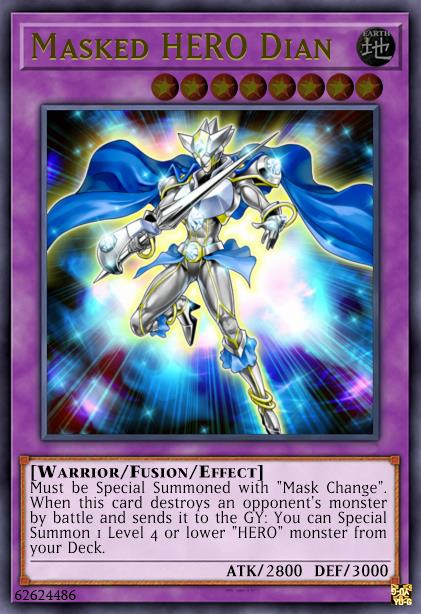 Masked HERO Dian
EARTH
地
[Warrior/Fusion/Effect]
Must be Special Summoned with "Mask Change".
When this card destroys an opponent's monster
by battle and sends it to the GY: You can Special
Summon 1 Level 4 or lower "HERO" monster from
your Deck.
ATK/2800 DEF/3000
62624486